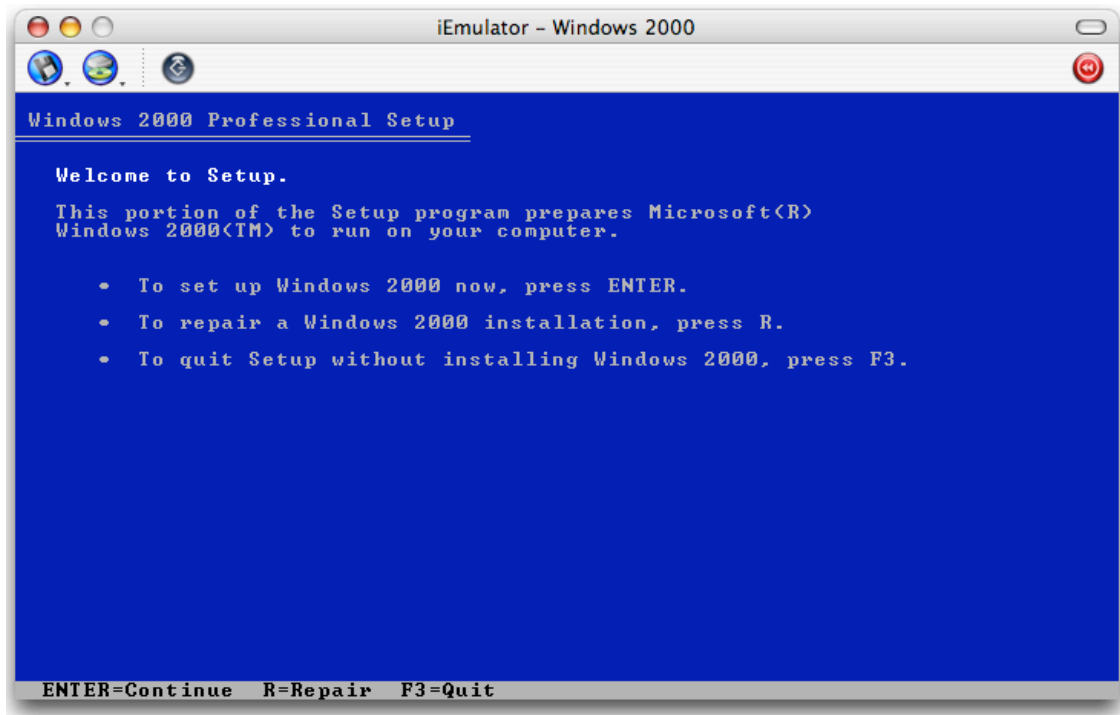 iEmulator – Windows 2000
Windows 2000 Professional Setup
Welcome to Setup.
This portion of the Setup program prepares Microsoft(R)
Windows 2000(TM) to run on your computer.
• To set up Windows 2000 now, press ENTER.
• To repair a Windows 2000 installation, press R.
• To quit Setup without installing Windows 2000, press F3.
ENTER=Continue R=Repair F3=Quit